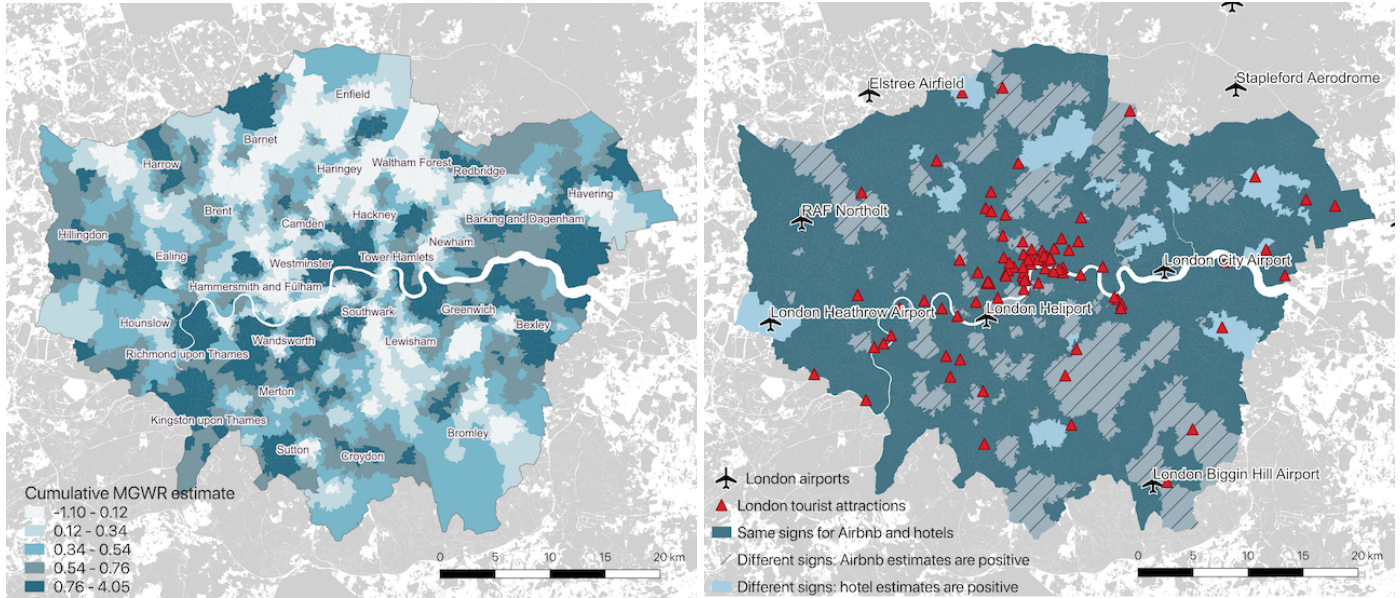 Enfield
Barnet
Harrow
Haringey
Waltham Forest
Redbridge
Havering
Brent
Camden
Hackney
Barking and Dagenham
Hillingdon
Newham
Ealing
Westminster
Tower Hamlets
Hammersmith and Fulham
Hounslow
Southwark
Greenwich
Bexley
Wandsworth
Lewisham
Richmond upon Thames
Merton
Kingston upon Thames
Bromley
Sutton
Croydon
Cumulative MGWR estimate
-1.10 - 0.12
0.12 - 0.34
0.34 - 0.54
0.54 - 0.76
0.76 - 4.05
0 5 10 15 20 km
Elstree Airfield
Stapleford Aerodrome
RAF Northolt
London City Airport
London Heathrow Airport
London Heliport
London Biggin Hill Airport
London airports
London tourist attractions
Same signs for Airbnb and hotels
Different signs: Airbnb estimates are positive
Different signs: hotel estimates are positive
0 5 10 15 20 km